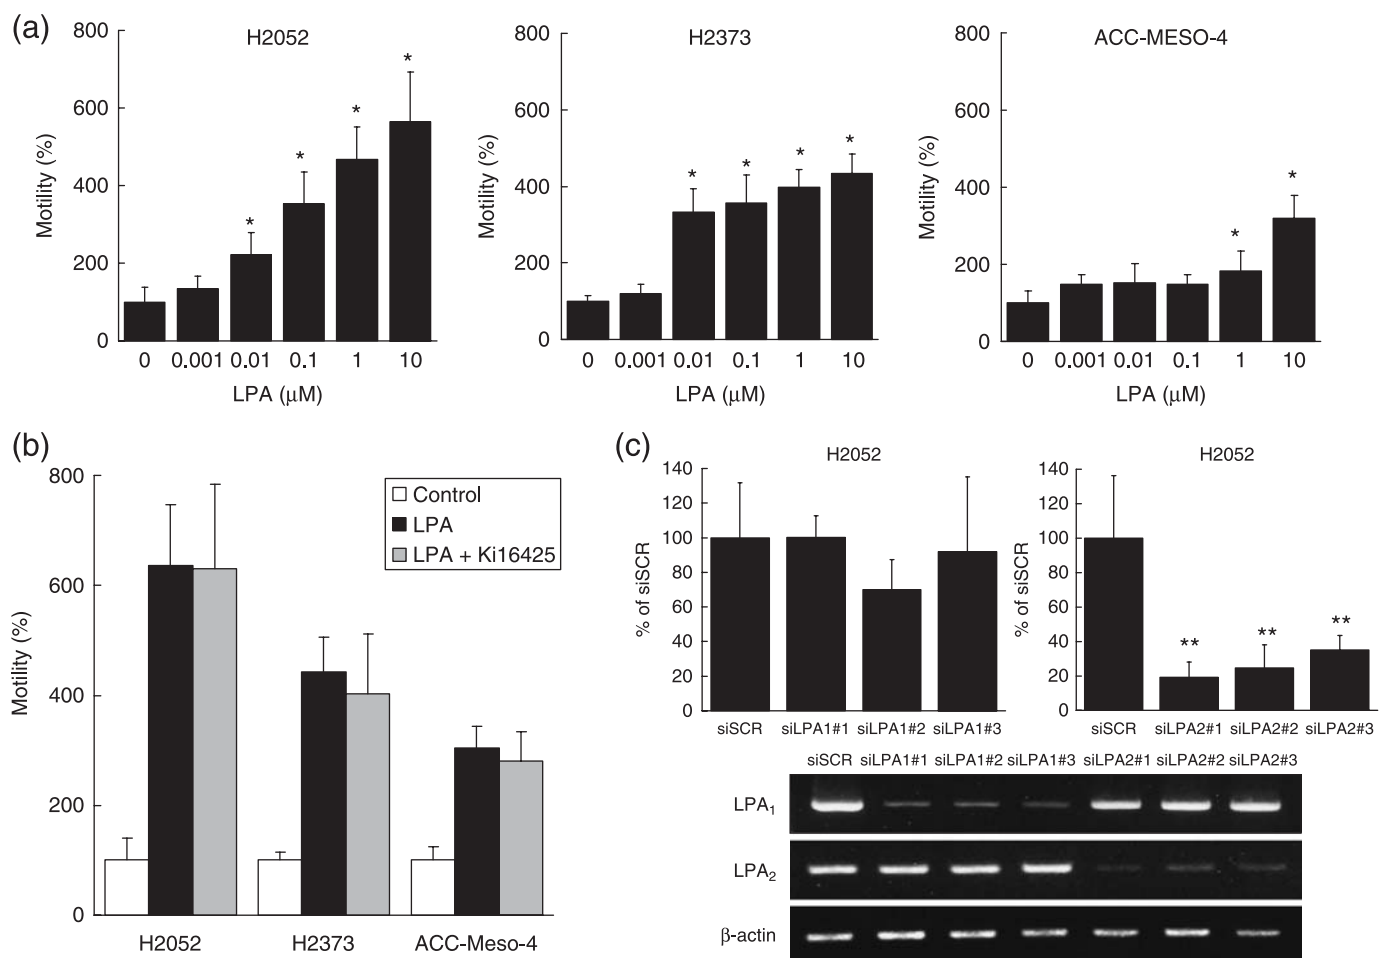 (a)
H2052
H2373
ACC-MESO-4
Motility (%)
800
600
400
200
0
0 0.001 0.01 0.1 1 10
LPA (μM)
* * * *
Motility (%)
800
600
400
200
0
0 0.001 0.01 0.1 1 10
LPA (μM)
* * * *
Motility (%)
800
600
400
200
0
0 0.001 0.01 0.1 1 10
LPA (μM)
* *
(b)
Motility (%)
800
600
400
200
0
Control
LPA
LPA + Ki16425
H2052 H2373 ACC-Meso-4
(c)
H2052
% of siSCR
140
120
100
80
60
40
20
0
siSCR siLPA1#1 siLPA1#2 siLPA1#3
H2052
% of siSCR
140
120
100
80
60
40
20
0
** ** **
siSCR siLPA2#1 siLPA2#2 siLPA2#3
siSCR siLPA1#1 siLPA1#2 siLPA1#3 siLPA2#1 siLPA2#2 siLPA2#3
LPA₁
LPA₂
β-actin